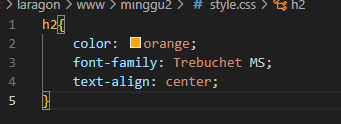 laragon > www > minggu2 > style.css > h2
1 h2{
2 color: orange;
3 font-family: Trebuchet MS;
4 text-align: center;
5 }